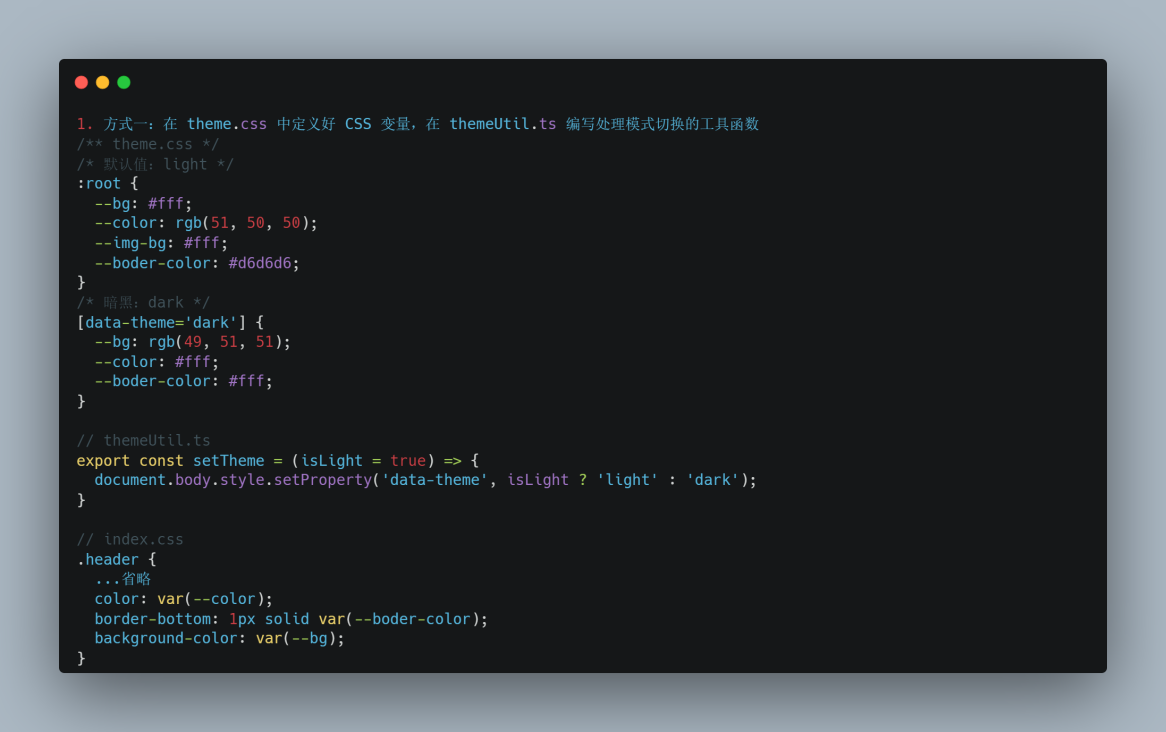 1. 方式一：在 theme.css 中定义好 CSS 变量，在 themeUtil.ts 编写处理模式切换的工具函数
/** theme.css */
/* 默认值：light */
:root {
  --bg: #fff;
  --color: rgb(51, 50, 50);
  --img-bg: #fff;
  --boder-color: #d6d6d6;
}
/* 暗黑：dark */
[data-theme='dark'] {
  --bg: rgb(49, 51, 51);
  --color: #fff;
  --boder-color: #fff;
}

// themeUtil.ts
export const setTheme = (isLight = true) => {
  document.body.style.setProperty('data-theme', isLight ? 'light' : 'dark');
}

// index.css
.header {
  ...省略
  color: var(--color);
  border-bottom: 1px solid var(--boder-color);
  background-color: var(--bg);
}